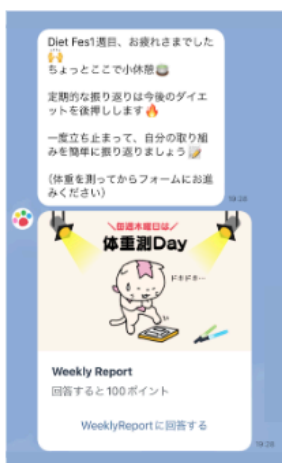 Diet Fes1週目、お疲れさまでした
🙌
ちょっとここで小休憩🍵
定期的な振り返りは今後のダイエ
ットを後押しします🔥
一度立ち止まって、自分の取り組
みを簡単に振り返りましょう📝
(体重を測ってからフォームにお進
みください)
19:28
＼毎週木曜日は／
体重測Day
ドキドキ…
Weekly Report
回答すると100ポイント
WeeklyReportに回答する
19:28